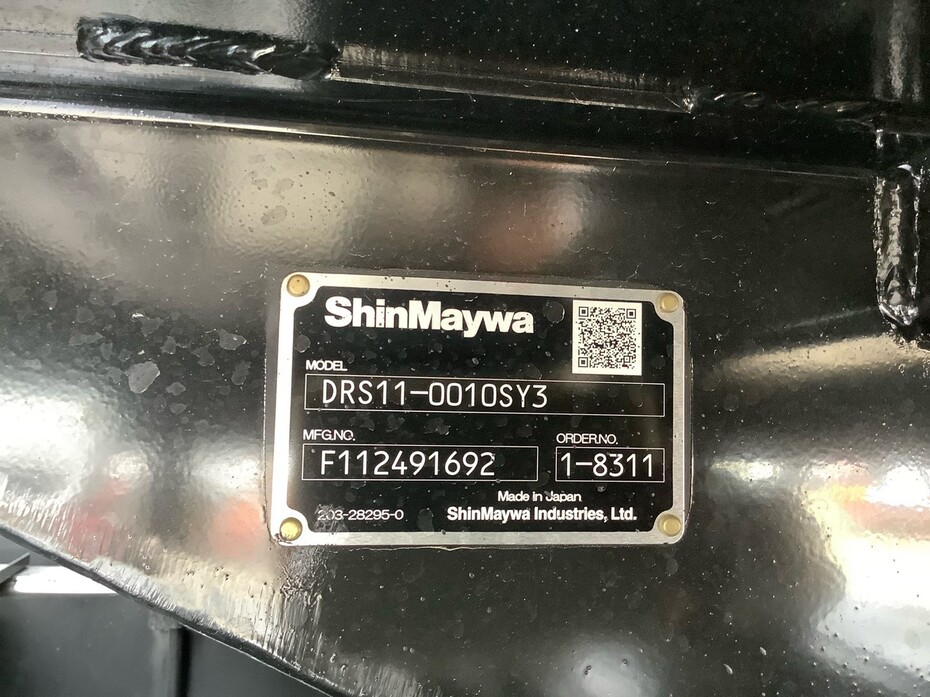 ShinMaywa
MODEL
DRS11-0010SY3
MFG.NO.
ORDER.NO.
F112491692
1-8311
Made in Japan
203-28295-0
ShinMaywa Industries, Ltd.